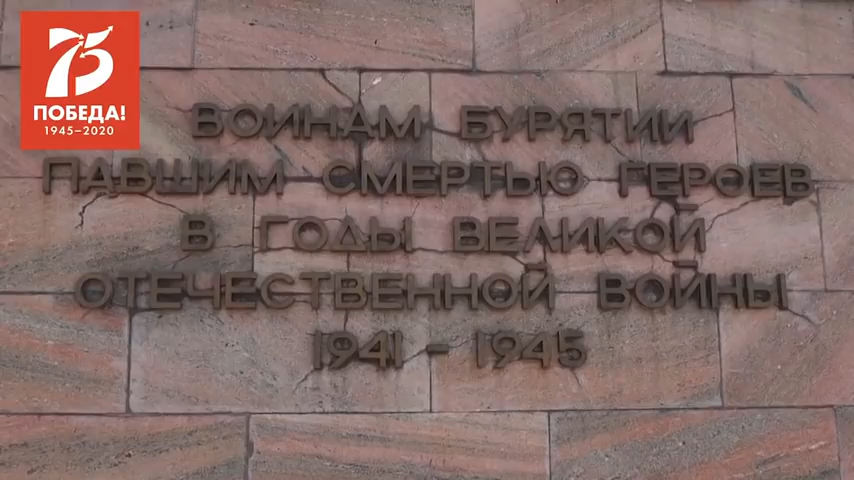 75
ПОБЕДА!
1945–2020
ВОИНАМ БУРЯТИИ
ПАВШИМ СМЕРТЬЮ ГЕРОЕВ
В ГОДЫ ВЕЛИКОЙ
ОТЕЧЕСТВЕННОЙ ВОЙНЫ
1941 - 1945